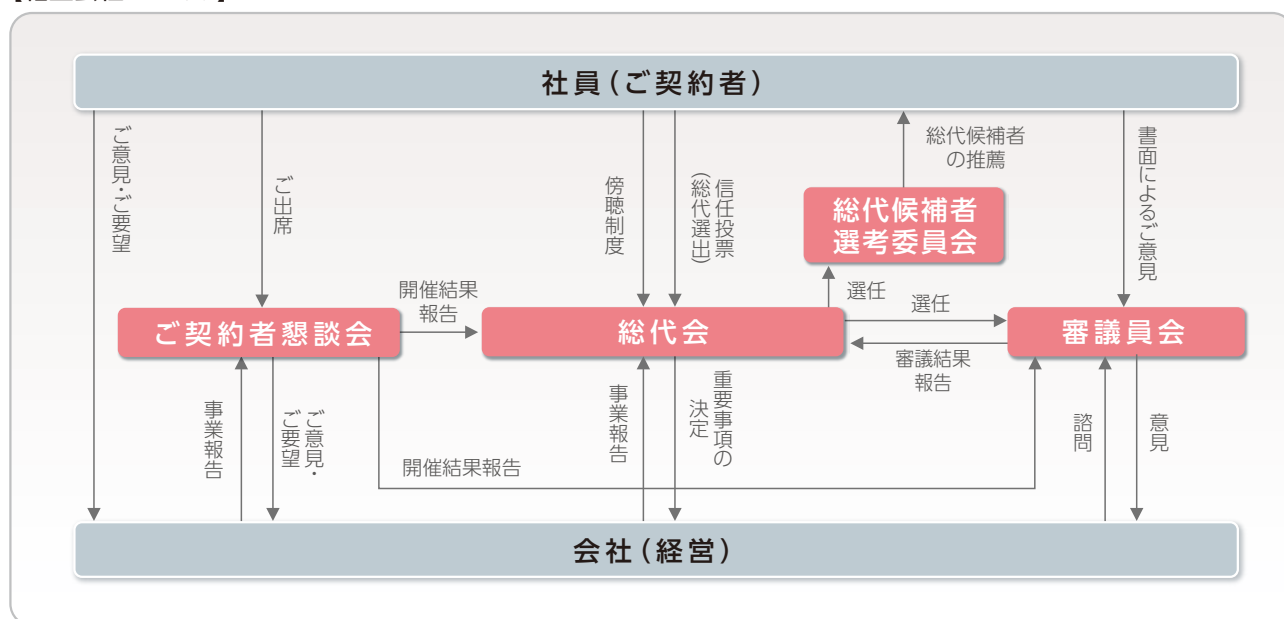 社員（ご契約者）
ご意見・ご要望
ご出席
傍聴制度
信任投票
（総代選出）
総代候補者
の推薦
書面によるご意見
総代候補者
選考委員会
選任
選任
開催結果
報告
ご契約者懇談会
総代会
審議員会
審議結果
報告
事業報告
ご意見・
ご要望
開催結果報告
事業報告
重要事項の
決定
諮問
意見
会社（経営）